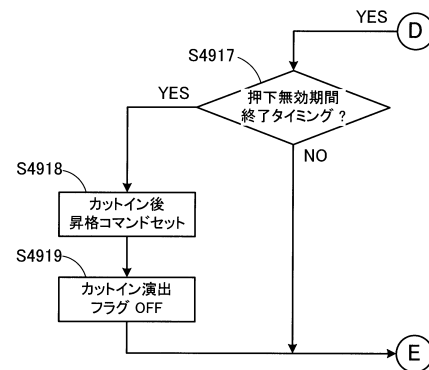 YES
D
S4917
押下無効期間
終了タイミング?
YES
NO
S4918
カットイン後
昇格コマンドセット
S4919
カットイン演出
フラグ OFF
E